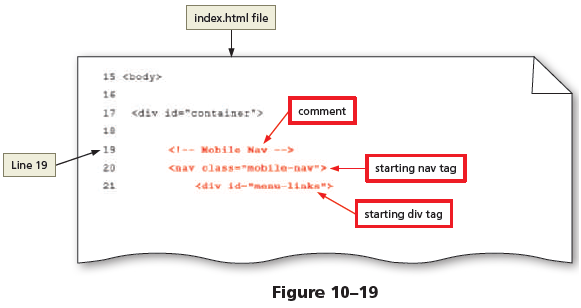 index.html file
15 <body>
16
17 <div id="container">
comment
18
Line 19
19 <!-- Mobile Nav -->
20 <nav class="mobile-nav">
starting nav tag
21 <div id="menu-links">
starting div tag
Figure 10–19